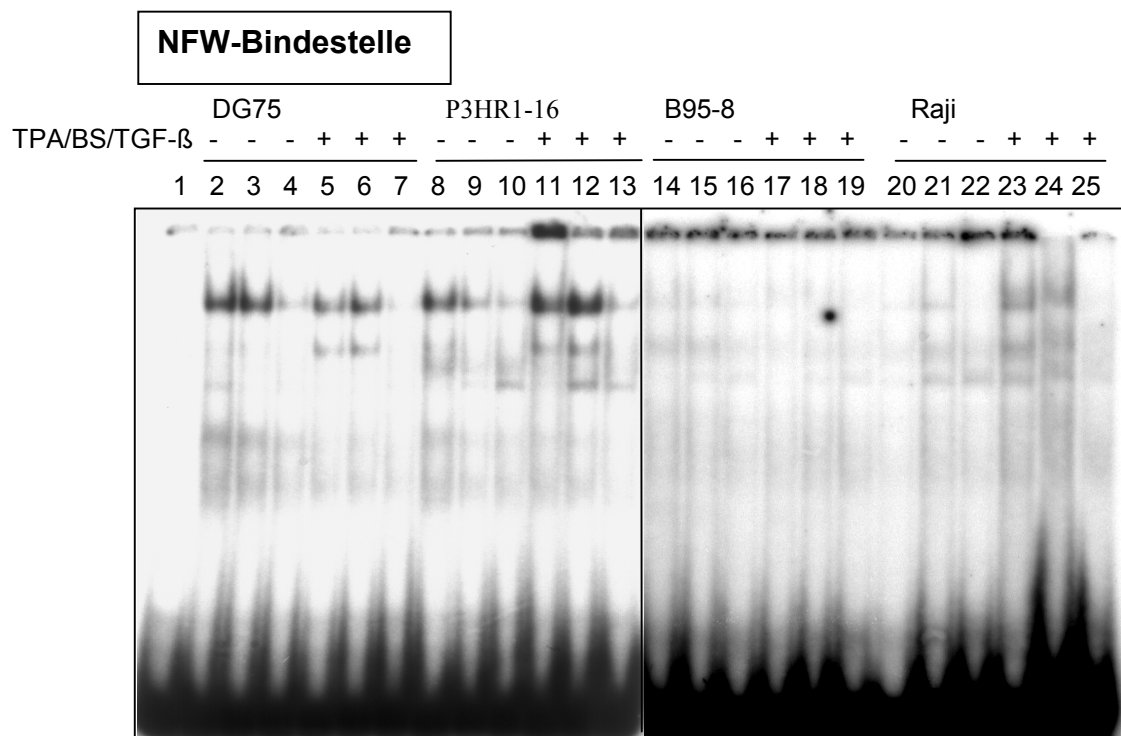 NFW-Bindestelle
DG75 P3HR1-16 B95-8 Raji
TPA/BS/TGF-ß - - - + + + - - - + + + - - - + + + - - - + + +
1 2 3 4 5 6 7 8 9 10 11 12 13 14 15 16 17 18 19 20 21 22 23 24 25